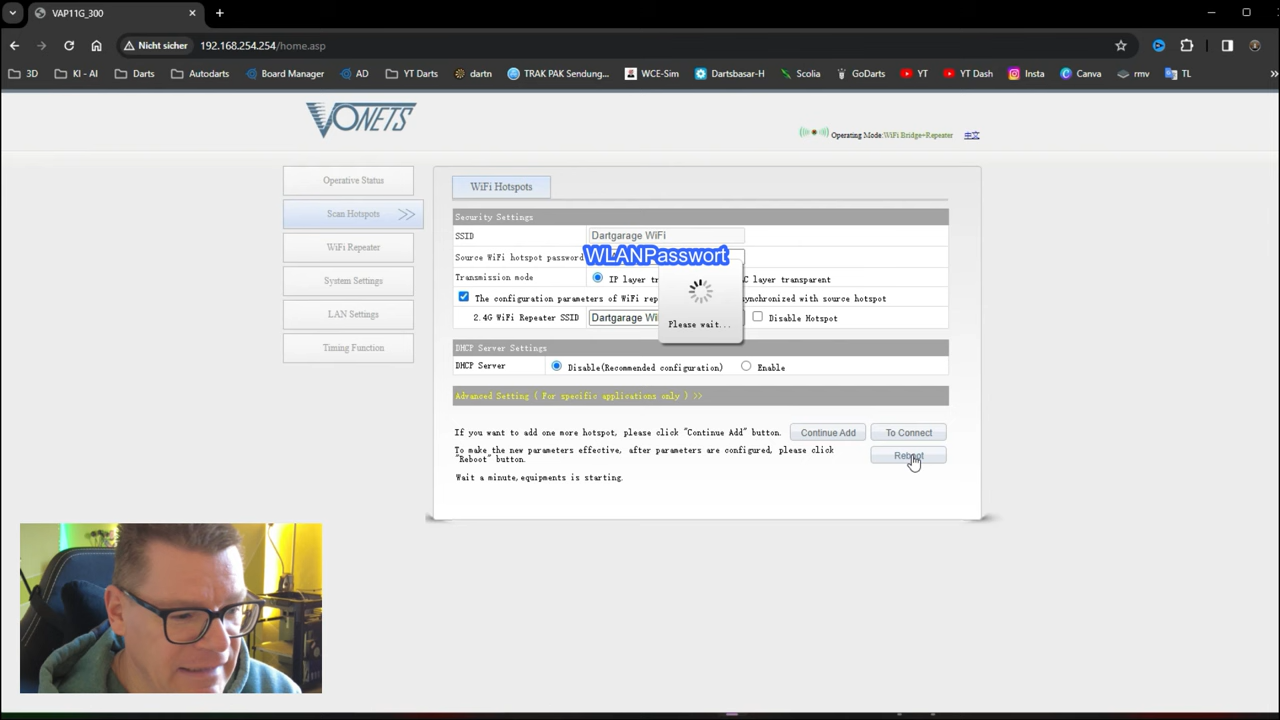 VAP11G_300
Nicht sicher 192.168.254.254/home.asp
3D KI - AI Darts Autodarts Board Manager AD YT Darts dartn TRAK PAK Sendung... WCE-Sim Dartsbasar-H Scolia GoDarts YT YT Dash Insta Canva rmv TL
VONETS
Operating Mode:WiFi Bridge+Repeater 中文
Operative Status
Scan Hotspots
WiFi Repeater
System Settings
LAN Settings
Timing Function
WiFi Hotspots
Security Settings
SSID Dartgarage WiFi
Source WiFi hotspot password WLANPasswort
Transmission mode IP layer layer transparent
The configuration parameters of WiFi synchronized with source hotspot
2.4G WiFi Repeater SSID Dartgarage Disable Hotspot
Please wait...
DHCP Server Settings
DHCP Server Disable(Recommended configuration) Enable
Advanced Setting ( For specific applications only ) >>
If you want to add one more hotspot, please click "Continue Add" button. Continue Add To Connect
To make the new parameters effective, after parameters are configured, please click
"Reboot" button.
Reboot
Wait a minute,equipments is starting.